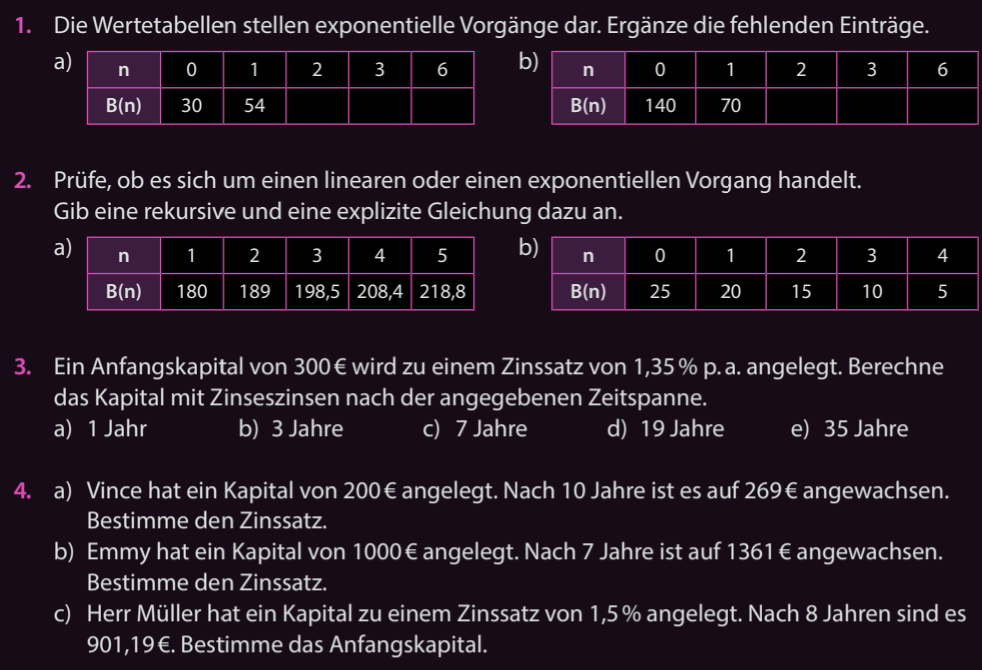 1. Die Wertetabellen stellen exponentielle Vorgänge dar. Ergänze die fehlenden Einträge.
a) n 0 1 2 3 6
B(n) 30 54
b) n 0 1 2 3 6
B(n) 140 70
2. Prüfe, ob es sich um einen linearen oder einen exponentiellen Vorgang handelt.
Gib eine rekursive und eine explizite Gleichung dazu an.
a) n 1 2 3 4 5
B(n) 180 189 198,5 208,4 218,8
b) n 0 1 2 3 4
B(n) 25 20 15 10 5
3. Ein Anfangskapital von 300 € wird zu einem Zinssatz von 1,35 % p. a. angelegt. Berechne
das Kapital mit Zinseszinsen nach der angegebenen Zeitspanne.
a) 1 Jahr b) 3 Jahre c) 7 Jahre d) 19 Jahre e) 35 Jahre
4. a) Vince hat ein Kapital von 200 € angelegt. Nach 10 Jahre ist es auf 269 € angewachsen.
Bestimme den Zinssatz.
b) Emmy hat ein Kapital von 1000 € angelegt. Nach 7 Jahre ist auf 1361 € angewachsen.
Bestimme den Zinssatz.
c) Herr Müller hat ein Kapital zu einem Zinssatz von 1,5 % angelegt. Nach 8 Jahren sind es
901,19 €. Bestimme das Anfangskapital.